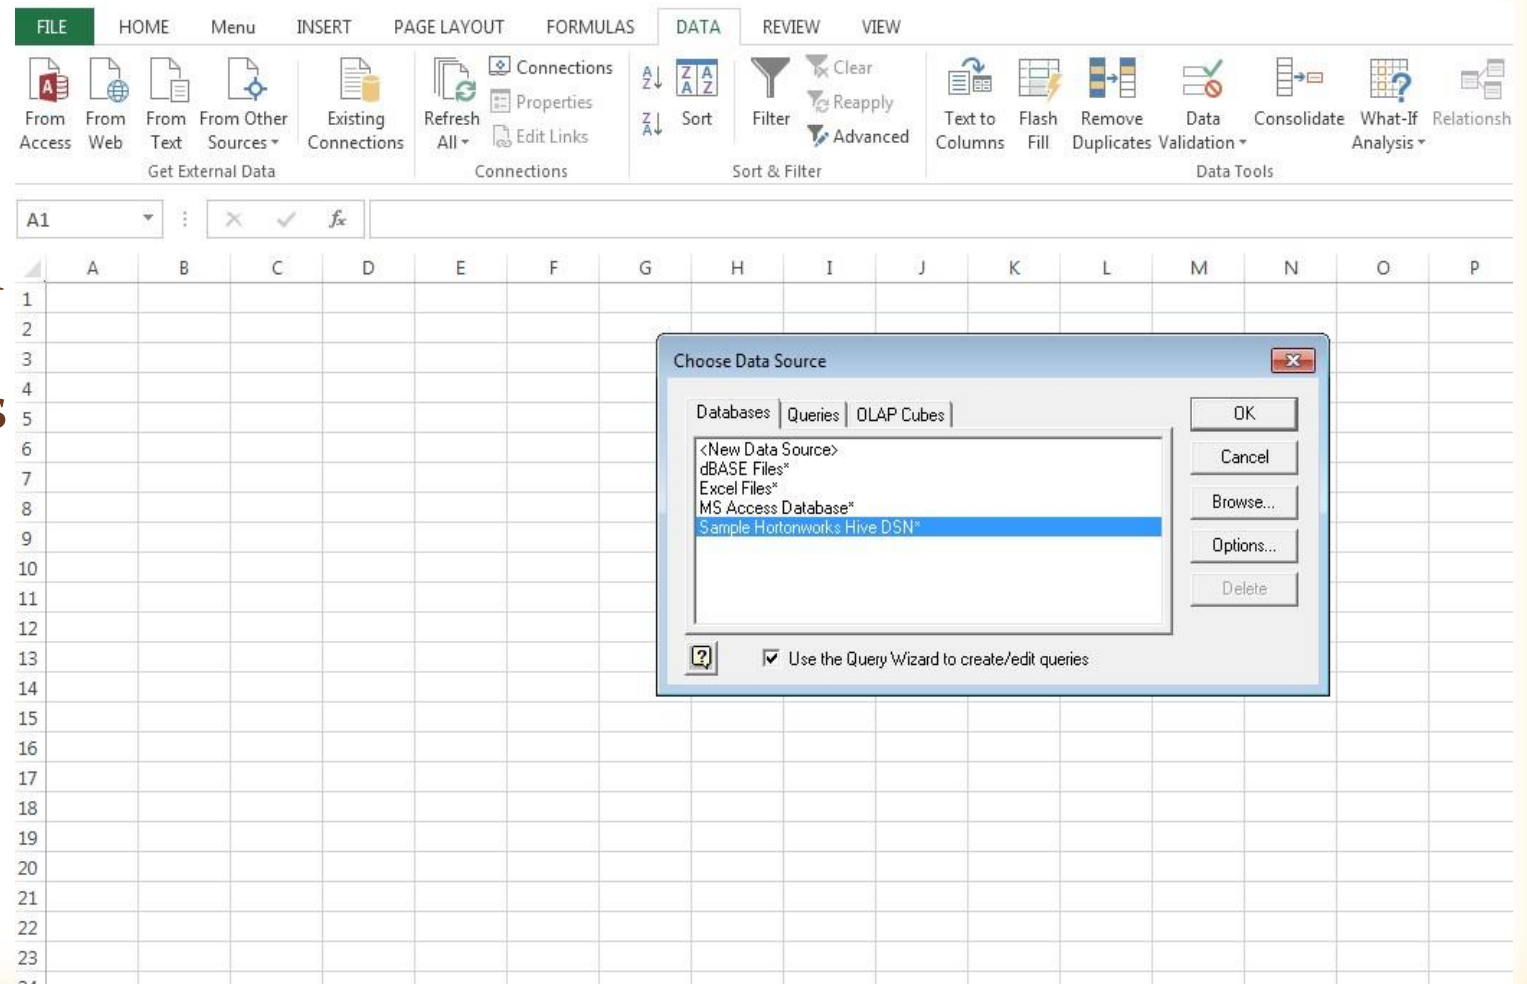 FILE HOME Menu INSERT PAGE LAYOUT FORMULAS DATA REVIEW VIEW
From Access
From Web
From Text
From Other Sources
Existing Connections
Refresh All
Connections
Properties
Edit Links
Sort
Filter
Clear
Reapply
Advanced
Text to Columns
Flash Fill
Remove Duplicates
Data Validation
Consolidate
What-If Analysis
Relationsh
Get External Data Connections Sort & Filter Data Tools
A1 fx
A B C D E F G H I J K L M N O P
1
2
3
4
s
5
6
7
8
9
10
11
12
13
14
15
16
17
18
19
20
21
22
23
Choose Data Source
Databases Queries OLAP Cubes
<New Data Source>
dBASE Files*
Excel Files*
MS Access Database*
Sample Hortonworks Hive DSN*
OK
Cancel
Browse...
Options...
Delete
? Use the Query Wizard to create/edit queries